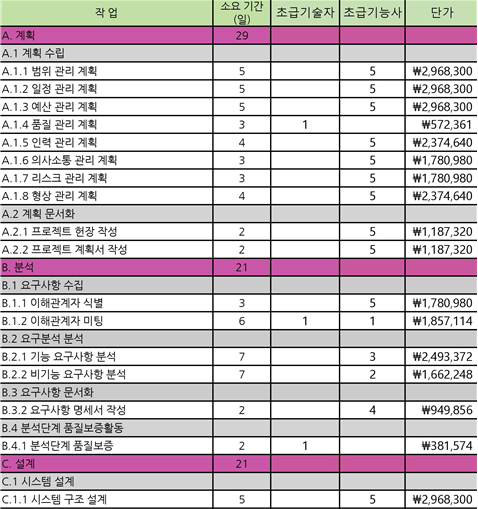 작 업 소요 기간 (일) 초급기술자 초급기능사 단가
A. 계획 29
A.1 계획 수립
A.1.1 범위 관리 계획 5 5 ₩2,968,300
A.1.2 일정 관리 계획 5 5 ₩2,968,300
A.1.3 예산 관리 계획 5 5 ₩2,968,300
A.1.4 품질 관리 계획 3 1 ₩572,361
A.1.5 인력 관리 계획 4 5 ₩2,374,640
A.1.6 의사소통 관리 계획 3 5 ₩1,780,980
A.1.7 리스크 관리 계획 3 5 ₩1,780,980
A.1.8 형상 관리 계획 4 5 ₩2,374,640
A.2 계획 문서화
A.2.1 프로젝트 헌장 작성 2 5 ₩1,187,320
A.2.2 프로젝트 계획서 작성 2 5 ₩1,187,320
B. 분석 21
B.1 요구사항 수집
B.1.1 이해관계자 식별 3 5 ₩1,780,980
B.1.2 이해관계자 미팅 6 1 1 ₩1,857,114
B.2 요구분석 분석
B.2.1 기능 요구사항 분석 7 3 ₩2,493,372
B.2.2 비기능 요구사항 분석 7 2 ₩1,662,248
B.3 요구사항 문서화
B.3.2 요구사항 명세서 작성 2 4 ₩949,856
B.4 분석단계 품질보증활동
B.4.1 분석단계 품질보증 2 1 ₩381,574
C. 설계 21
C.1 시스템 설계
C.1.1 시스템 구조 설계 5 5 ₩2,968,300